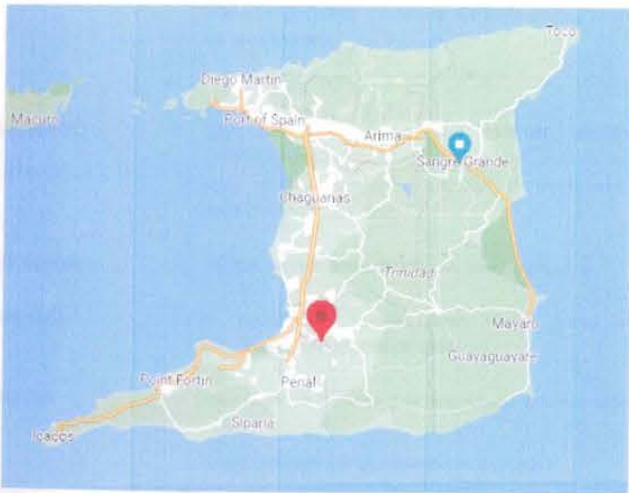 Toco
Diego Martin
Macuro
Port of Spain
Arima
Sangre Grande
Chaguanas
Trinidad
Mayaro
Guayaguayare
Point Fortin
Penal
Siparia
Icacos